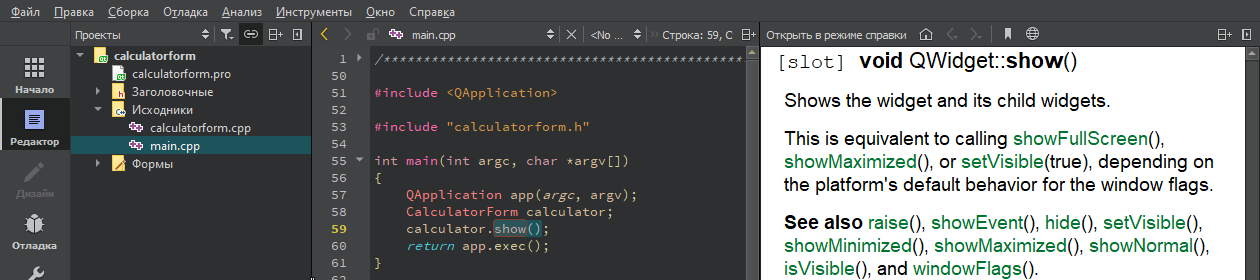 Файл Правка Сборка Отладка Анализ Инструменты Окно Справка
Начало
Редактор
Дизайн
Отладка
Проекты
calculatorform
calculatorform.pro
Заголовочные
Исходники
calculatorform.cpp
main.cpp
Формы
main.cpp <No ... Строка: 59, С
1 /********************************************
50
51 #include <QApplication>
52
53 #include "calculatorform.h"
54
55 int main(int argc, char *argv[])
56 {
57 QApplication app(argc, argv);
58 CalculatorForm calculator;
59 calculator.show();
60 return app.exec();
61 }
62
Открыть в режиме справки
[slot] void QWidget::show()
Shows the widget and its child widgets.
This is equivalent to calling showFullScreen(),
showMaximized(), or setVisible(true), depending on
the platform's default behavior for the window flags.
See also raise(), showEvent(), hide(), setVisible(),
showMinimized(), showMaximized(), showNormal(),
isVisible(), and windowFlags().